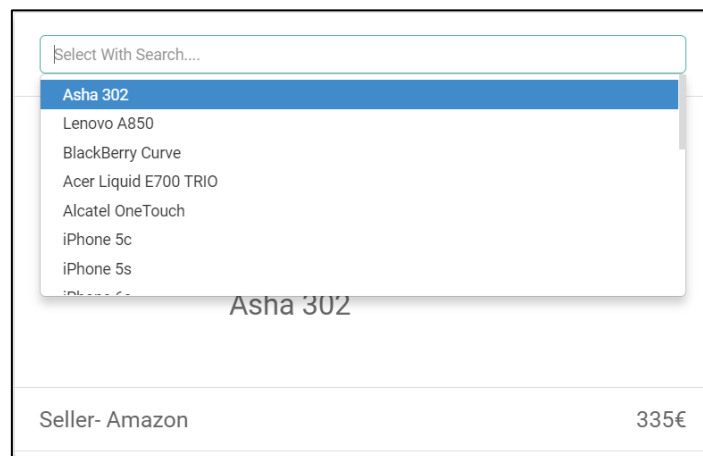 Select With Search....
Asha 302
Lenovo A850
BlackBerry Curve
Acer Liquid E700 TRIO
Alcatel OneTouch
iPhone 5c
iPhone 5s
Asha 302
Seller- Amazon 335€